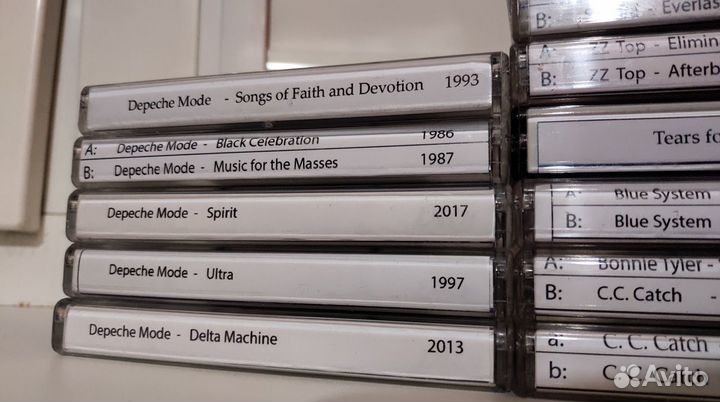 Depeche Mode - Songs of Faith and Devotion 1993
A: Depeche Mode - Black Celebration 1986
B: Depeche Mode - Music for the Masses 1987
Depeche Mode - Spirit 2017
Depeche Mode - Ultra 1997
Depeche Mode - Delta Machine 2013
B: Everlas
A: ZZ Top - Elimin
B: ZZ Top - Afterb
Tears fo
A Blue System
B: Blue System
A: Bonnie Tyler -
B: C.C. Catch -
a: C. C. Catch
b: C.C. Catch
Avito